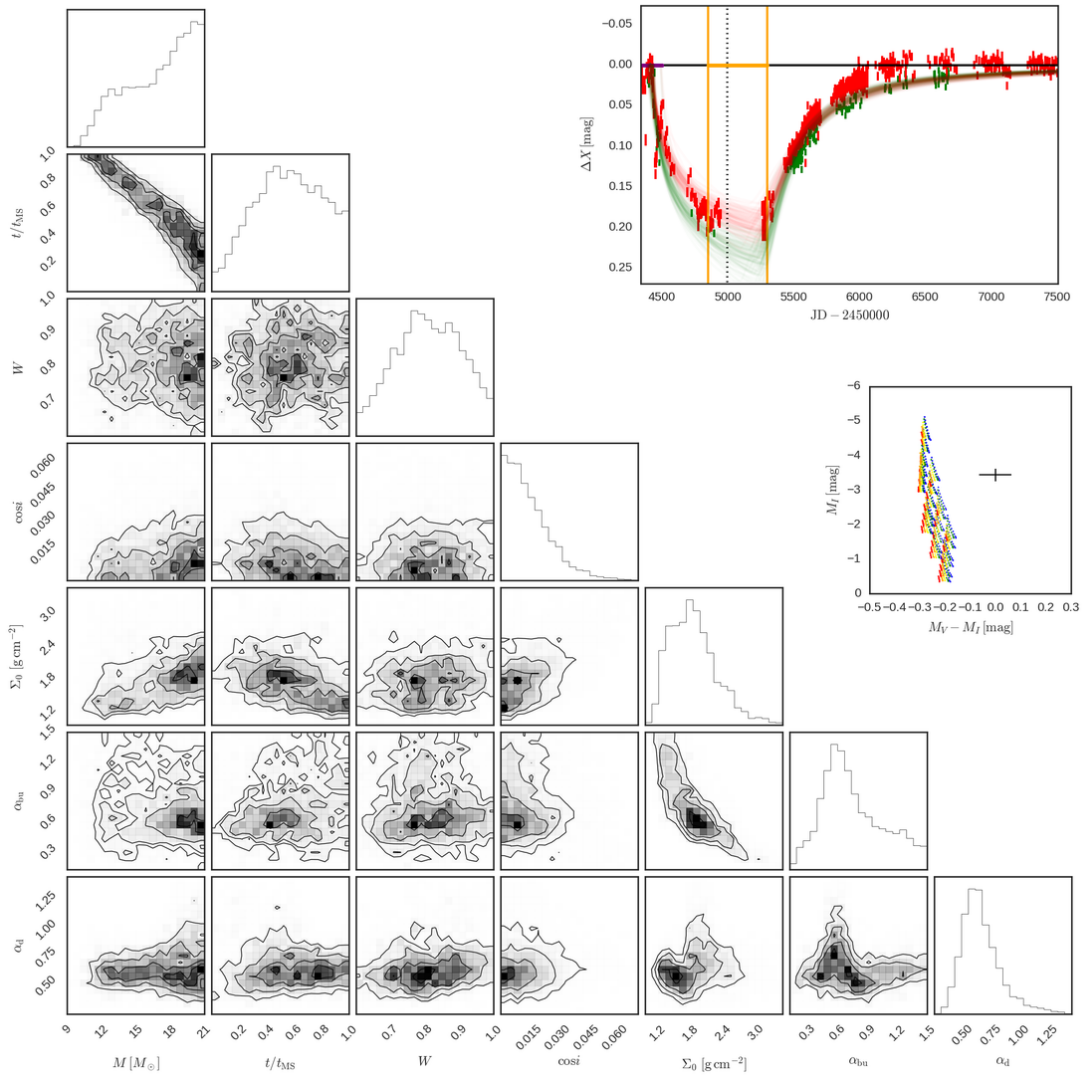 −0.05
0.00
0.05
0.10
0.15
0.20
0.25
ΔX [mag]
4500 5000 5500 6000 6500 7000 7500
JD − 2450000
1.0
0.8
0.6
0.4
0.2
t/t_MS
1.0
0.9
0.8
0.7
W
−6
−5
−4
−3
−2
−1
0
M_I [mag]
−0.5 −0.4 −0.3 −0.2 −0.1 0.0 0.1 0.2 0.3
M_V − M_I [mag]
0.060
0.045
0.030
0.015
cosi
3.0
2.4
1.8
1.2
Σ_0 [g cm^−2]
1.5
1.2
0.9
0.6
0.3
α_bu
1.25
1.00
0.75
0.50
α_d
9 12 15 18 21 0.2 0.4 0.6 0.8 1.0 0.7 0.8 0.9 1.0 0.015 0.030 0.045 0.060 1.2 1.8 2.4 3.0 0.3 0.6 0.9 1.2 1.5 0.50 0.75 1.00 1.25
M [M_⊙] t/t_MS W cosi Σ_0 [g cm^−2] α_bu α_d